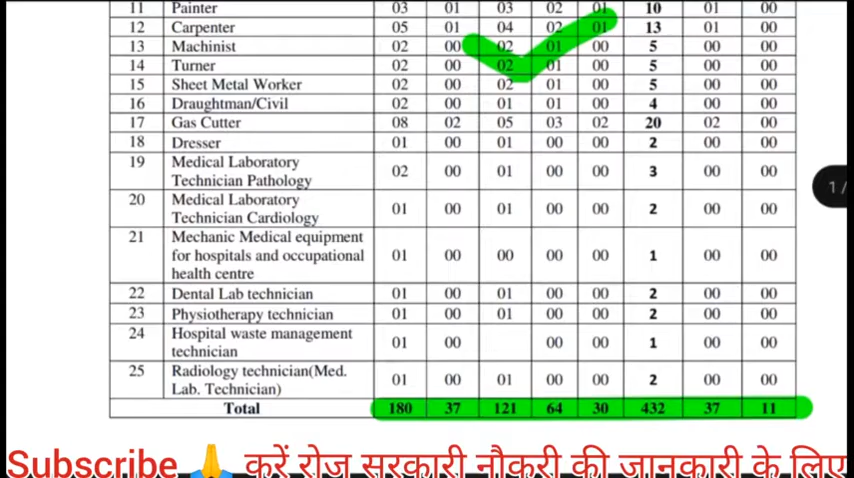 11 Painter 03 01 03 02 01 10 01 00
12 Carpenter 05 01 04 02 01 13 01 00
13 Machinist 02 00 02 01 00 5 00 00
14 Turner 02 00 02 01 00 5 00 00
15 Sheet Metal Worker 02 00 02 01 00 5 00 00
16 Draughtman/Civil 02 00 01 01 00 4 00 00
17 Gas Cutter 08 02 05 03 02 20 02 00
18 Dresser 01 00 01 00 00 2 00 00
19 Medical Laboratory
Technician Pathology 02 00 01 00 00 3 00 00
20 Medical Laboratory
Technician Cardiology 01 00 01 00 00 2 00 00
21 Mechanic Medical equipment
for hospitals and occupational 01 00 00 00 00 1 00 00
health centre
22 Dental Lab technician 01 00 01 00 00 2 00 00
23 Physiotherapy technician 01 00 01 00 00 2 00 00
24 Hospital waste management
technician 01 00 00 00 1 00 00
25 Radiology technician(Med.
Lab. Technician) 01 00 01 00 00 2 00 00
Total 180 37 121 64 30 432 37 11
1/
Subscribe 🙏 करें रोज सरकारी नौकरी की जानकारी के लिए